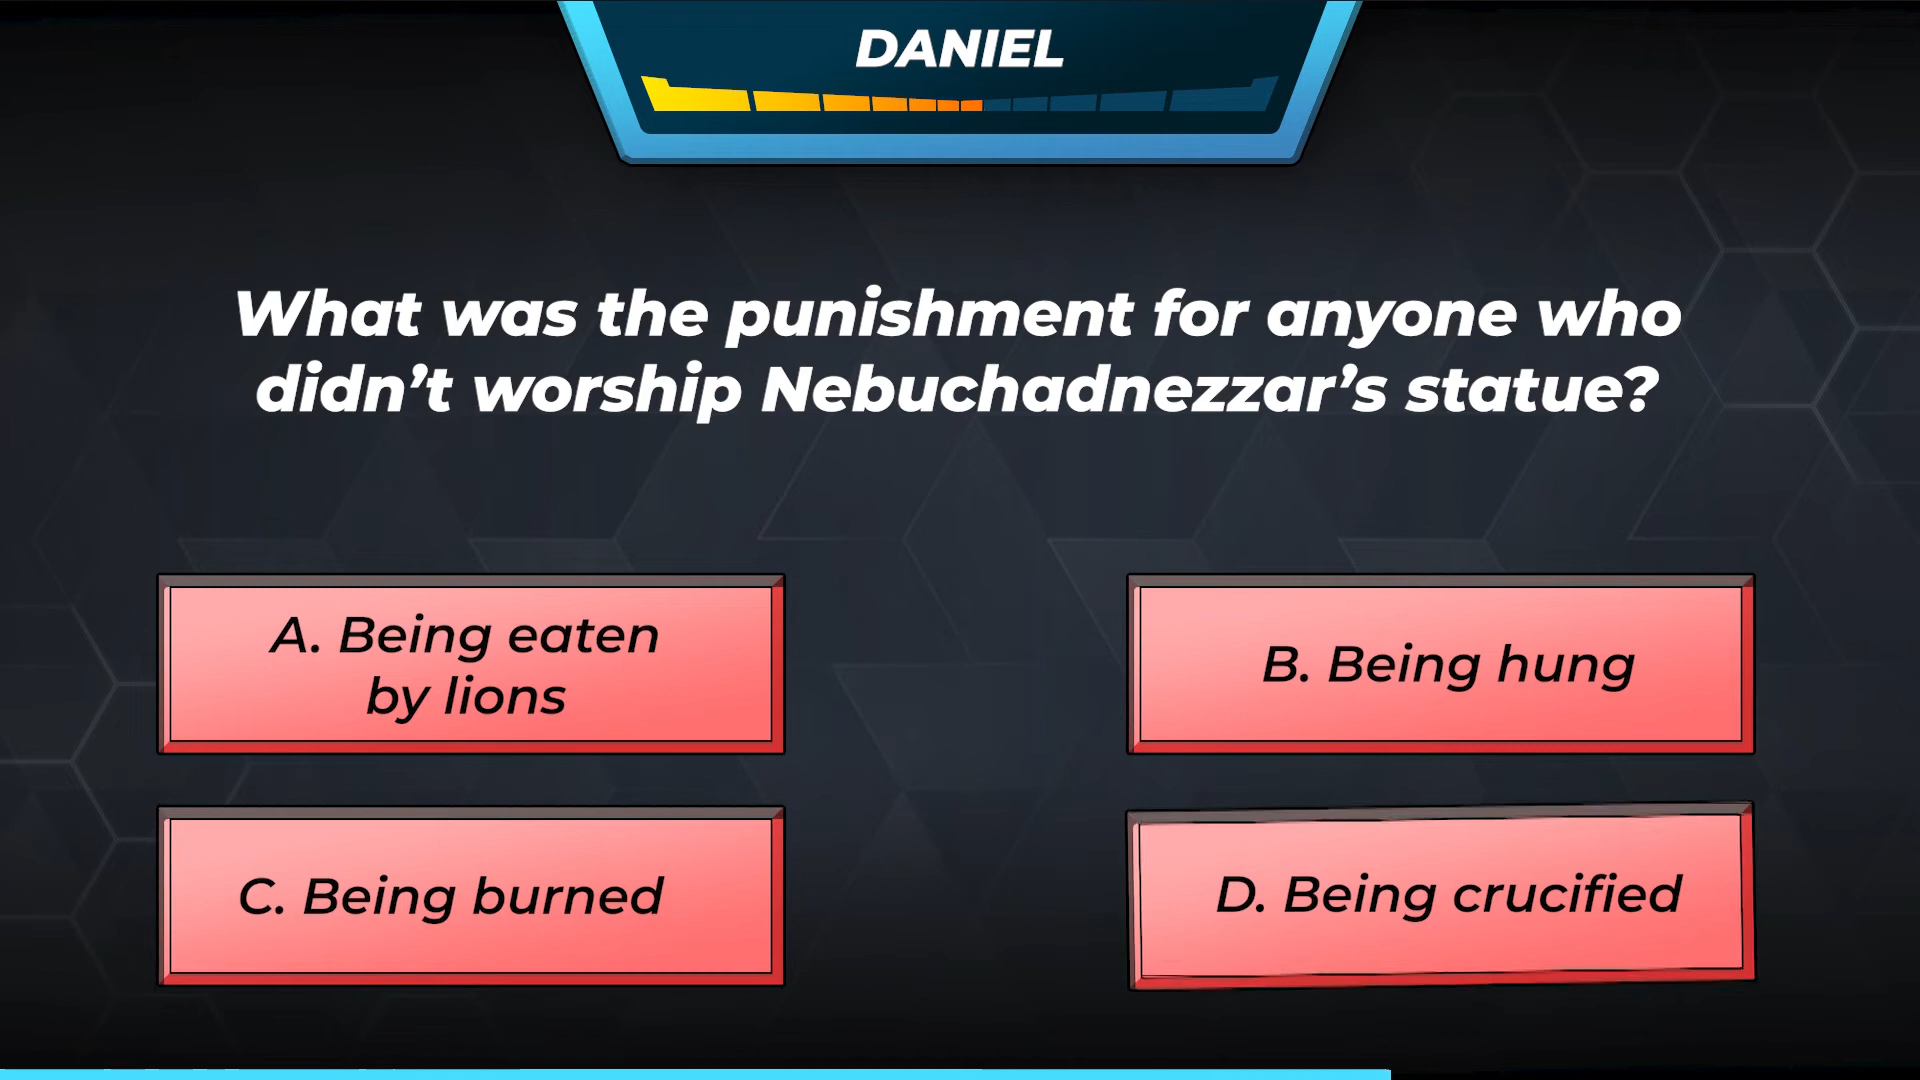 DANIEL
What was the punishment for anyone who
didn’t worship Nebuchadnezzar’s statue?
A. Being eaten
by lions
B. Being hung
C. Being burned
D. Being crucified